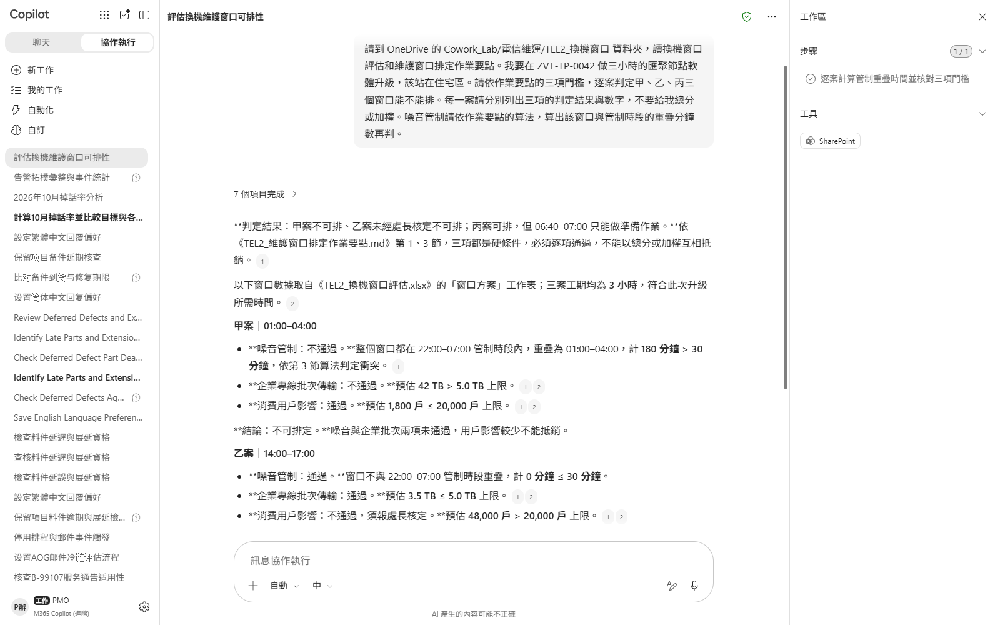 Copilot
聊天
協作執行
新工作
我的工作
自動化
自訂
評估換機維護窗口可排性
告警拓樸彙整與事件統計
2026年10月掉話率分析
計算10月掉話率並比較目標與各...
設定繁體中文回覆偏好
保留项目备件延期核查
比对备件到货与修复期限
设置简体中文回复偏好
Review Deferred Defects and Ex...
Identify Late Parts and Extensio...
Check Deferred Defect Part Dea...
Identify Late Parts and Extensi...
Check Deferred Defects Ag...
Save English Language Preferen...
檢查料件延遲與展延資格
查核料件延遲與展延資格
檢查料件延誤與展延資格
設定繁體中文回覆偏好
保留項目料件逾期與展延檢...
停用排程與郵件事件觸發
设置AOG邮件冷链评估流程
核查B-99107服务通告适用性
P辦
工作 PMO
M365 Copilot (進階)
評估換機維護窗口可排性
請到 OneDrive 的 Cowork_Lab/電信維運/TEL2_換機窗口 資料夾，讀換機窗口
評估和維護窗口排定作業要點。我要在 ZVT-TP-0042 做三小時的匯聚節點軟
體升級，該站在住宅區。請依作業要點的三項門檻，逐案判定甲、乙、丙三
個窗口能不能排。每一案請分別列出三項的判定結果與數字，不要給我總分
或加權。噪音管制請依作業要點的算法，算出該窗口與管制時段的重疊分鐘
數再判。
7 個項目完成
**判定結果：甲案不可排、乙案未經處長核定不可排；丙案可排，但 06:40–07:00 只能做準備作業。**依
《TEL2_維護窗口排定作業要點.md》第 1、3 節，三項都是硬條件，必須逐項通過，不能以總分或加權互相抵
銷。 1
以下窗口數據取自《TEL2_換機窗口評估.xlsx》的「窗口方案」工作表；三案工期均為 3 小時，符合此次升級
所需時間。 2
甲案｜01:00–04:00
**噪音管制：不通過。**整個窗口都在 22:00–07:00 管制時段內，重疊為 01:00–04:00，計 180 分鐘 > 30
分鐘，依第 3 節算法判定衝突。 1
**企業專線批次傳輸：不通過。**預估 42 TB > 5.0 TB 上限。 1 2
**消費用戶影響：通過。**預估 1,800 戶 ≤ 20,000 戶 上限。 1 2
**結論：不可排定。**噪音與企業批次兩項未通過，用戶影響較少不能抵銷。
乙案｜14:00–17:00
**噪音管制：通過。**窗口不與 22:00–07:00 管制時段重疊，計 0 分鐘 ≤ 30 分鐘。
**企業專線批次傳輸：通過。**預估 3.5 TB ≤ 5.0 TB 上限。 1 2
**消費用戶影響：不通過，須報處長核定。**預估 48,000 戶 > 20,000 戶 上限。 1 2
訊息協作執行
自動
中
AI 產生的內容可能不正確
工作區
步驟
1 / 1
逐案計算管制重疊時間並核對三項門檻
工具
SharePoint